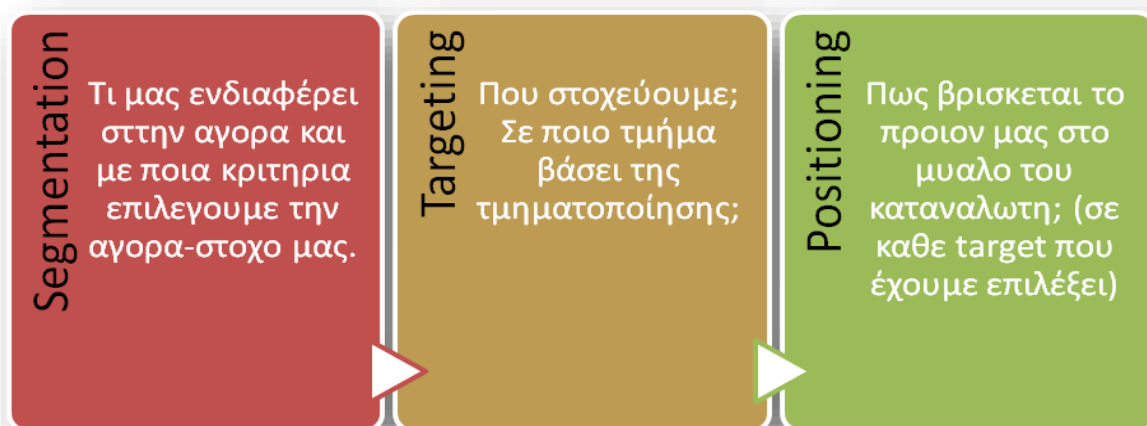 Segmentation
Τι μας ενδιαφέρει
σττην αγορα και
με ποια κριτηρια
επιλεγουμε την
αγορα-στοχο μας.
Targeting
Που στοχεύουμε;
Σε ποιο τμήμα
βάσει της
τμηματοποίησης;
Positioning
Πως βρισκεται το
προιον μας στο
μυαλο του
καταναλωτη; (σε
καθε target που
έχουμε επιλέξει)